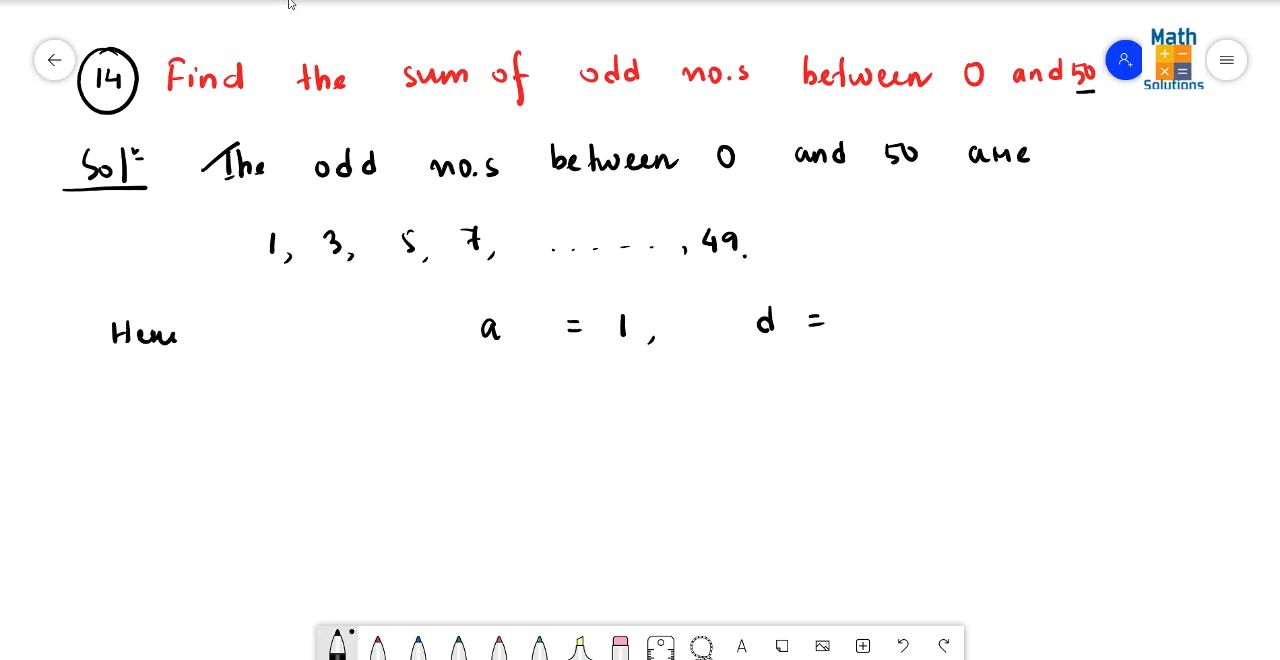 14 Find the sum of odd no.s between 0 and 50
Math
Solutions
Sol: The odd no.s between 0 and 50 are
1, 3, 5, 7, ......, 49.
Here a = 1, d =
A